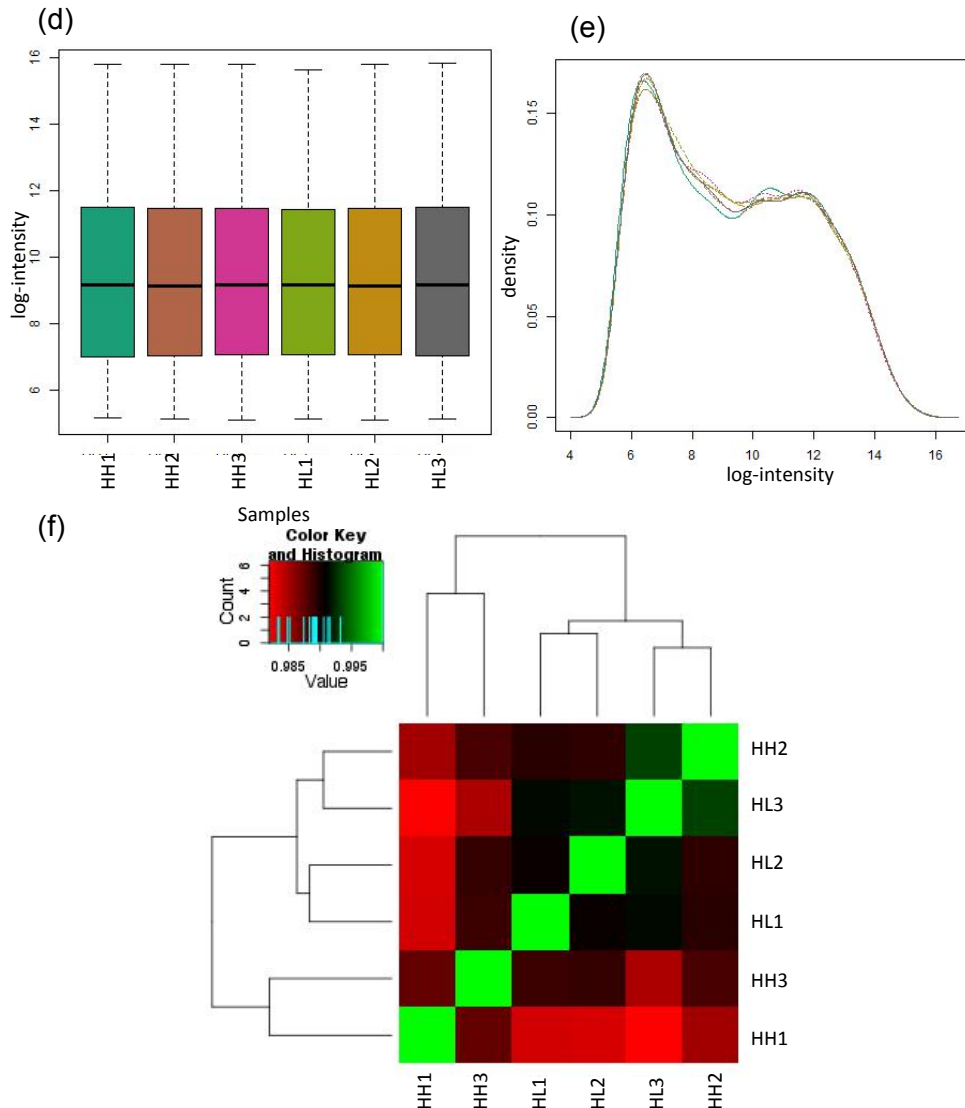 (d)
16
14
12
10
8
6
log-intensity
HH1 HH2 HH3 HL1 HL2 HL3
Samples
(e)
0.15
0.10
0.05
0.00
density
4 6 8 10 12 14 16
log-intensity
(f)
Color Key
and Histogram
6
4
2
0
Count
0.985 0.995
Value
HH2
HL3
HL2
HL1
HH3
HH1
HH1 HH3 HL1 HL2 HL3 HH2